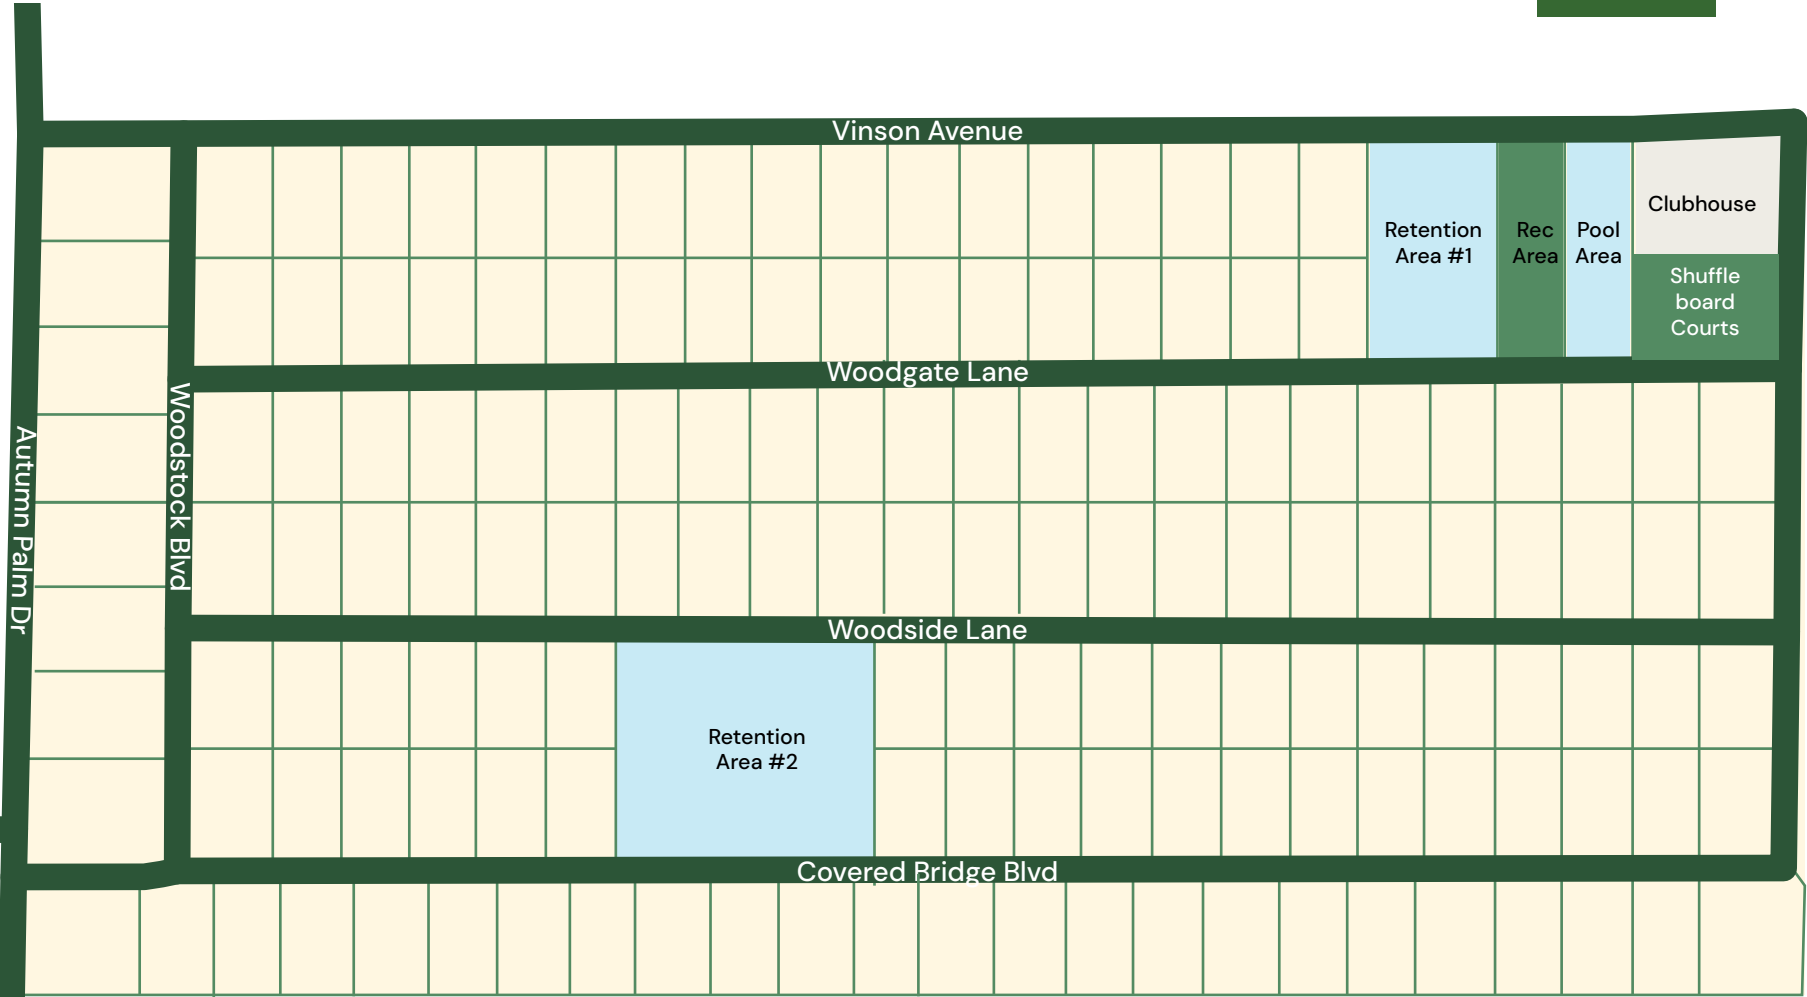 Vinson Avenue
Retention
Area #1
Rec
Area
Pool
Area
Clubhouse
Shuffle
board
Courts
Woodgate Lane
Autumn Palm Dr
Woodstock Blvd
Woodside Lane
Retention
Area #2
Covered Bridge Blvd